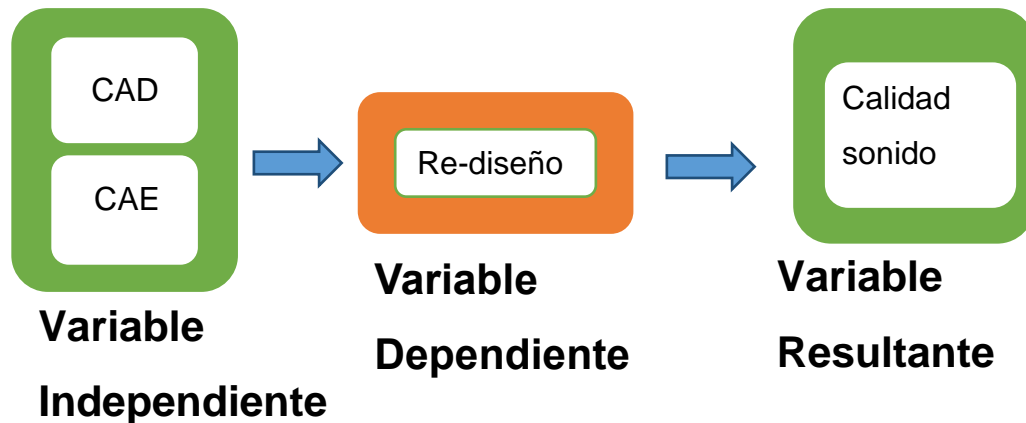 CAD
CAE
Variable
Independiente
Re-diseño
Variable
Dependiente
Calidad
sonido
Variable
Resultante